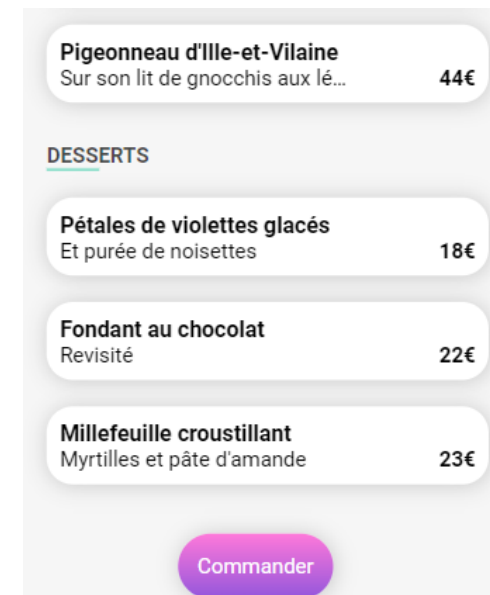 Pigeonneau d'Ille-et-Vilaine
Sur son lit de gnocchis aux lé... 44€
DESSERTS
Pétales de violettes glacés
Et purée de noisettes 18€
Fondant au chocolat
Revisité 22€
Millefeuille croustillant
Myrtilles et pâte d'amande 23€
Commander